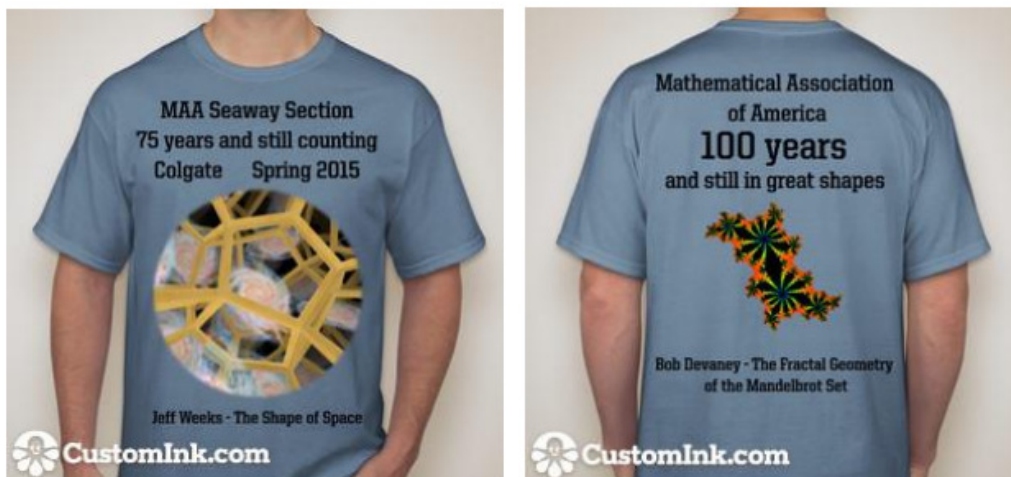 MAA Seaway Section
75 years and still counting
Colgate Spring 2015
Jeff Weeks - The Shape of Space
CustomInk.com
Mathematical Association
of America
100 years
and still in great shapes
Bob Devaney - The Fractal Geometry
of the Mandelbrot Set
CustomInk.com